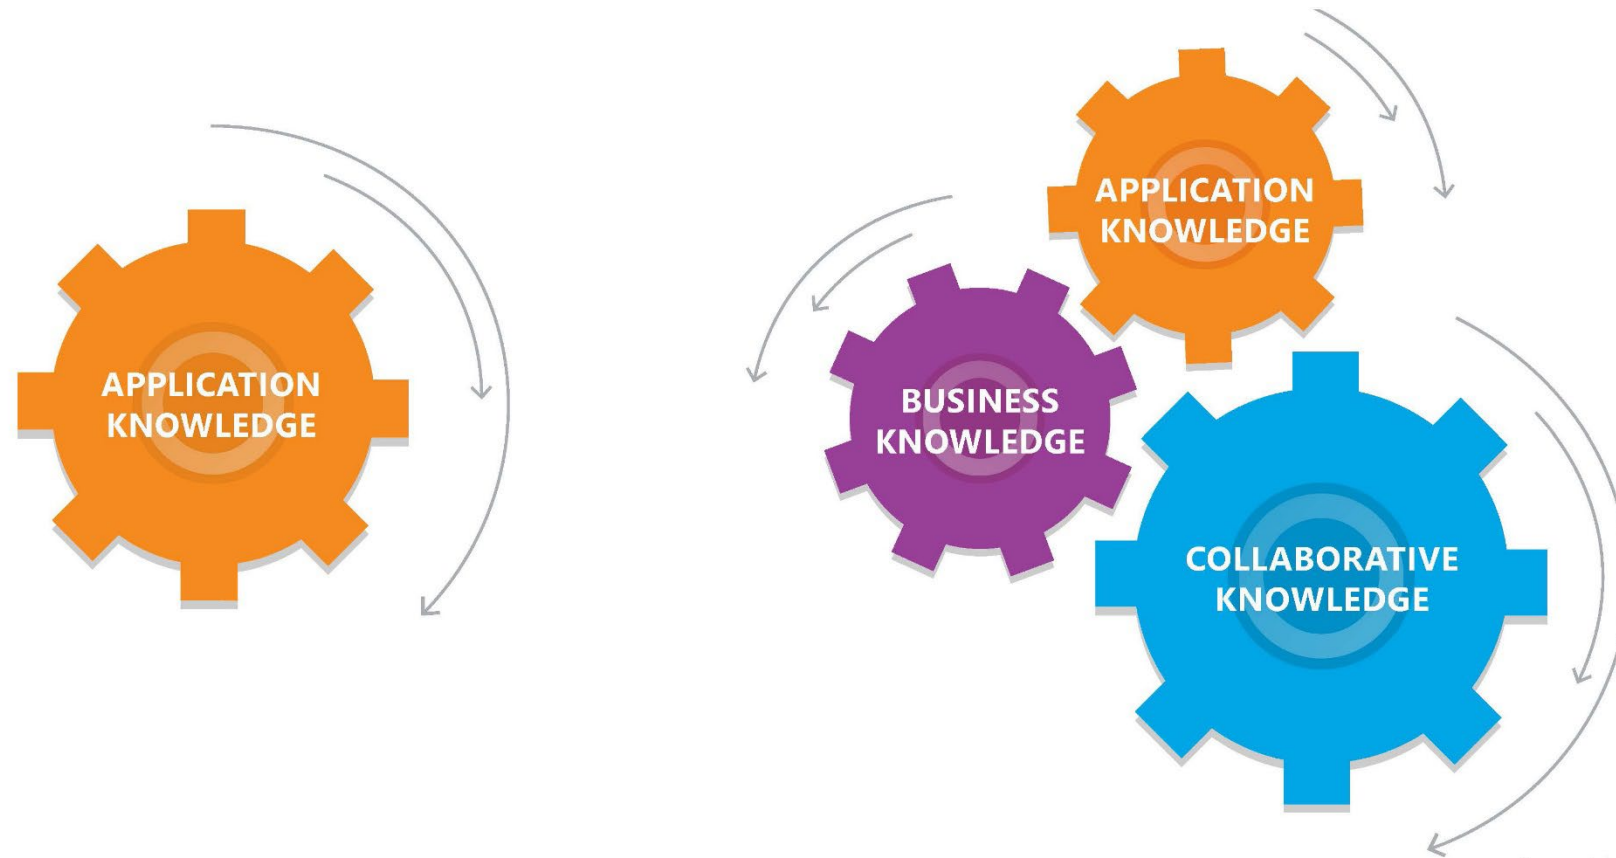 APPLICATION
KNOWLEDGE
APPLICATION
KNOWLEDGE
BUSINESS
KNOWLEDGE
COLLABORATIVE
KNOWLEDGE